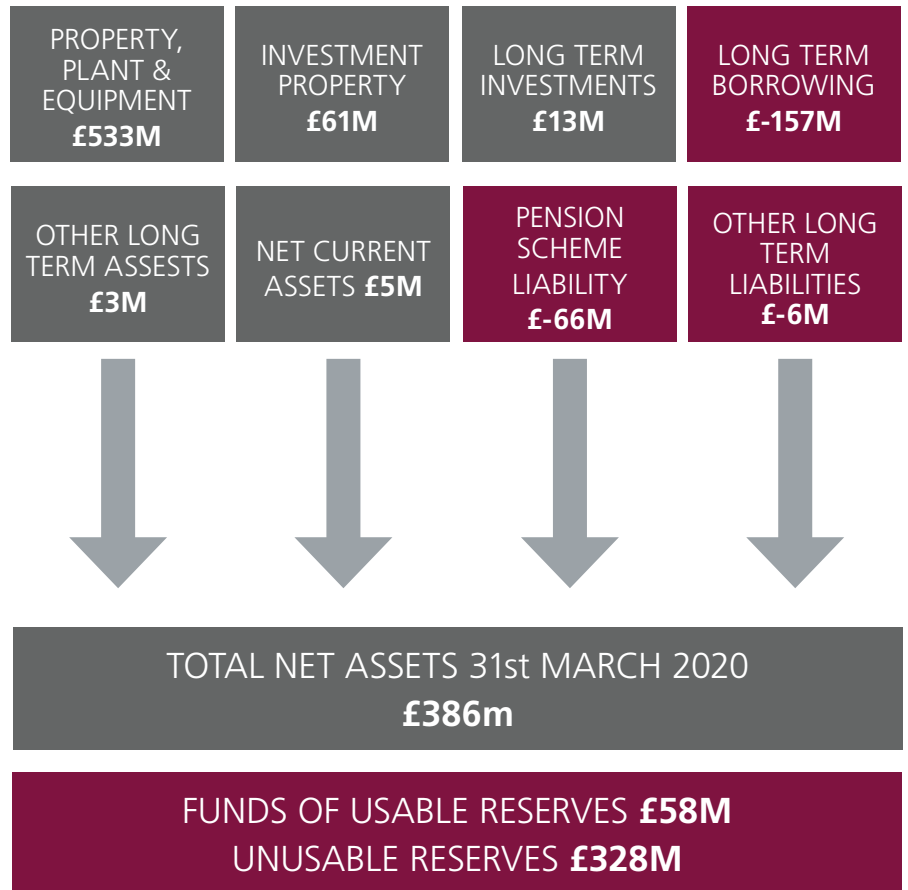 PROPERTY,
PLANT &
EQUIPMENT
£533M
INVESTMENT
PROPERTY
£61M
LONG TERM
INVESTMENTS
£13M
LONG TERM
BORROWING
£-157M
OTHER LONG
TERM ASSESTS
£3M
NET CURRENT
ASSETS £5M
PENSION
SCHEME
LIABILITY
£-66M
OTHER LONG
TERM
LIABILITIES
£-6M
TOTAL NET ASSETS 31st MARCH 2020
£386m
FUNDS OF USABLE RESERVES £58M
UNUSABLE RESERVES £328M